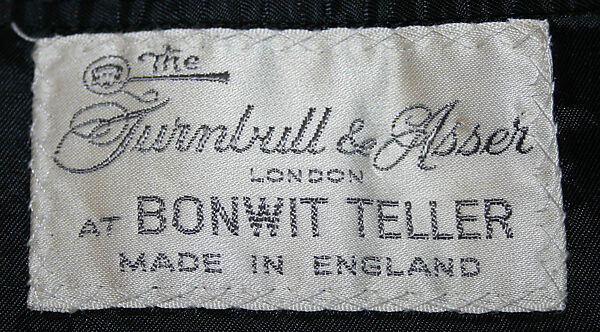 The
Turnbull & Asser
LONDON
AT BONWIT TELLER
MADE IN ENGLAND